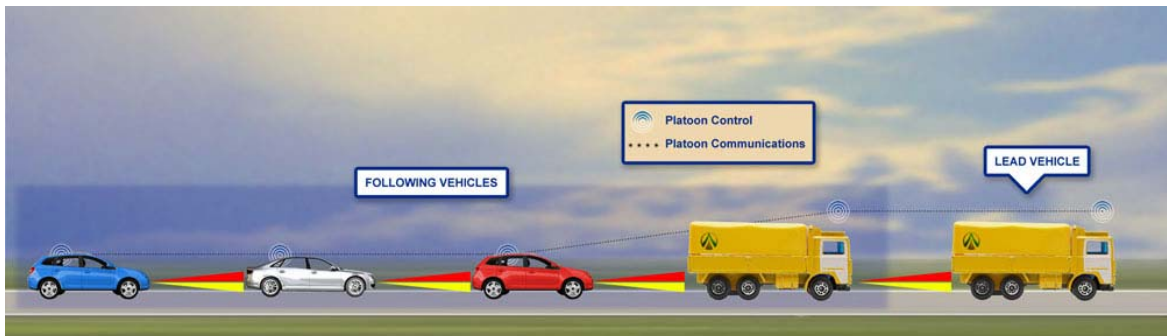 Platoon Control
Platoon Communications
LEAD VEHICLE
FOLLOWING VEHICLES